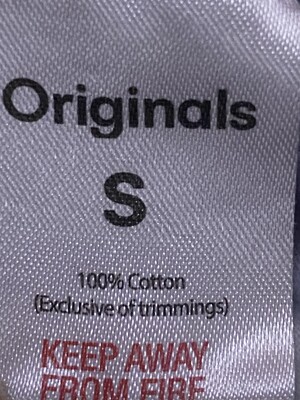 Originals
S
100% Cotton
(Exclusive of trimmings)
KEEP AWAY
FROM FIRE